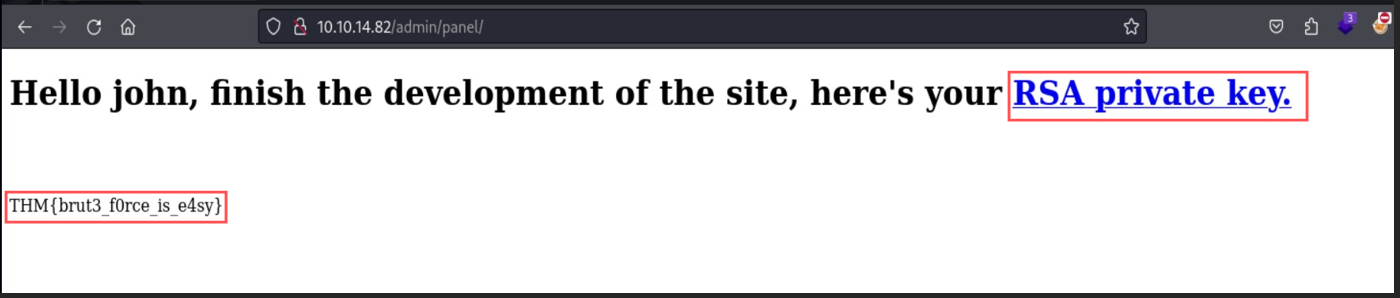 10.10.14.82/admin/panel/
3
Hello john, finish the development of the site, here's your RSA private key.
THM{brut3_f0rce_is_e4sy}